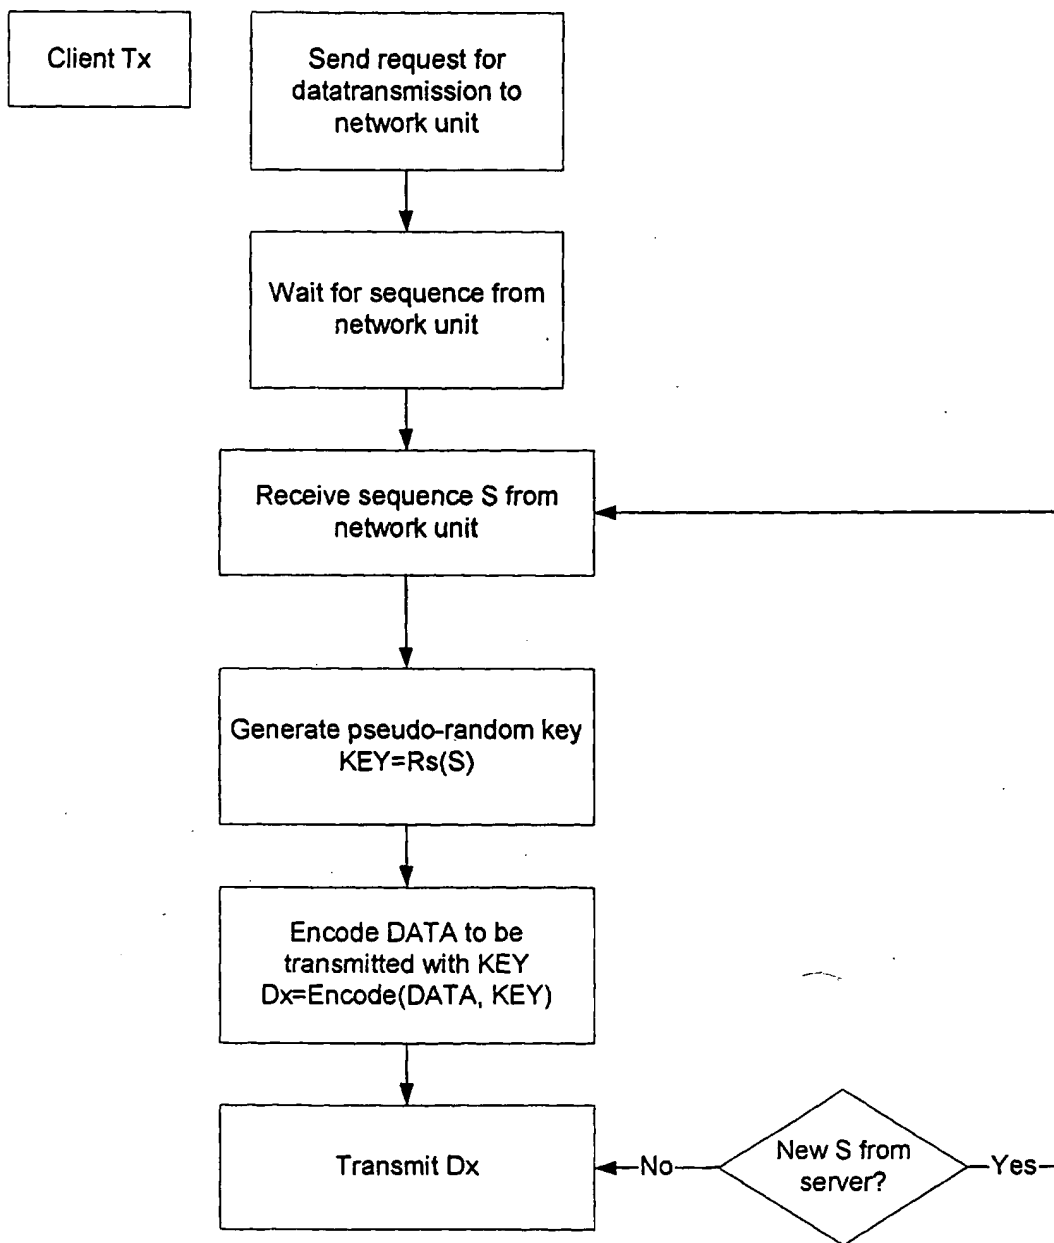 Client Tx
Send request for
datatransmission to
network unit
Wait for sequence from
network unit
Receive sequence S from
network unit
Generate pseudo-random key
KEY=Rs(S)
Encode DATA to be
transmitted with KEY
Dx=Encode(DATA, KEY)
Transmit Dx
No
New S from
server?
Yes